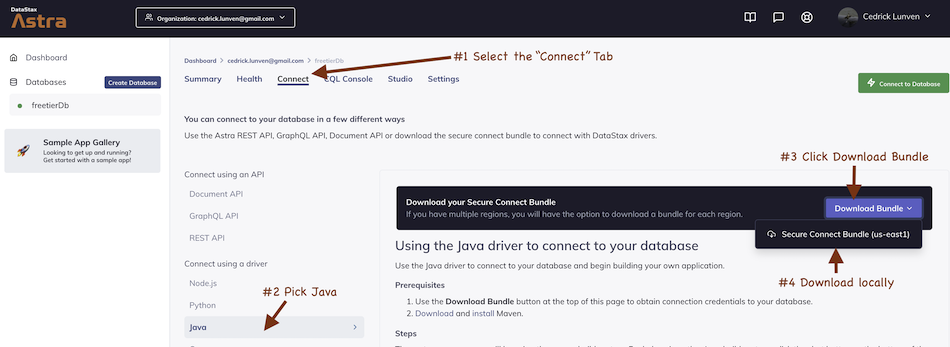 DataStax
Astra
Organization: cedrick.lunven@gmail.com
Cedrick Lunven
Dashboard
Databases
Create Database
freetierDb
Sample App Gallery
Looking to get up and running?
Get started with a sample app!
Dashboard > cedrick.lunven@gmail.com > freetierDb
#1 Select the "Connect" Tab
Summary Health Connect CQL Console Studio Settings
Connect to Database
You can connect to your database in a few different ways
Use the Astra REST API, GraphQL API, Document API or download the secure connect bundle to connect with DataStax drivers.
#3 Click Download Bundle
Connect using an API
Document API
GraphQL API
REST API
Connect using a driver
Node.js
Python
#2 Pick Java
Java
Download your Secure Connect Bundle
If you have multiple regions, you will have the option to download a bundle for each region.
Download Bundle
Secure Connect Bundle (us-east1)
#4 Download locally
Using the Java driver to connect to your database
Use the Java driver to connect to your database and begin building your own application.
Prerequisites
1. Use the Download Bundle button at the top of this page to obtain connection credentials to your database.
2. Download and install Maven.
Steps